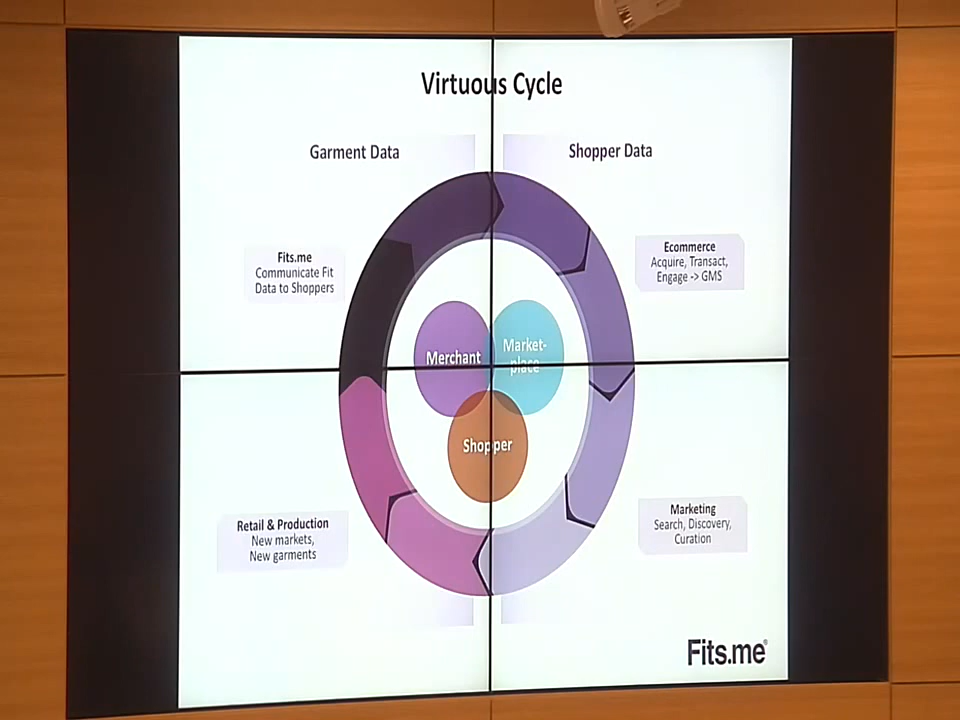 Virtuous Cycle
Garment Data
Shopper Data
Fits.me
Communicate Fit
Data to Shoppers
Ecommerce
Acquire, Transact,
Engage -> GMS
Merchant
Market-
place
Shopper
Retail & Production
New markets,
New garments
Marketing
Search, Discovery,
Curation
Fits.me®